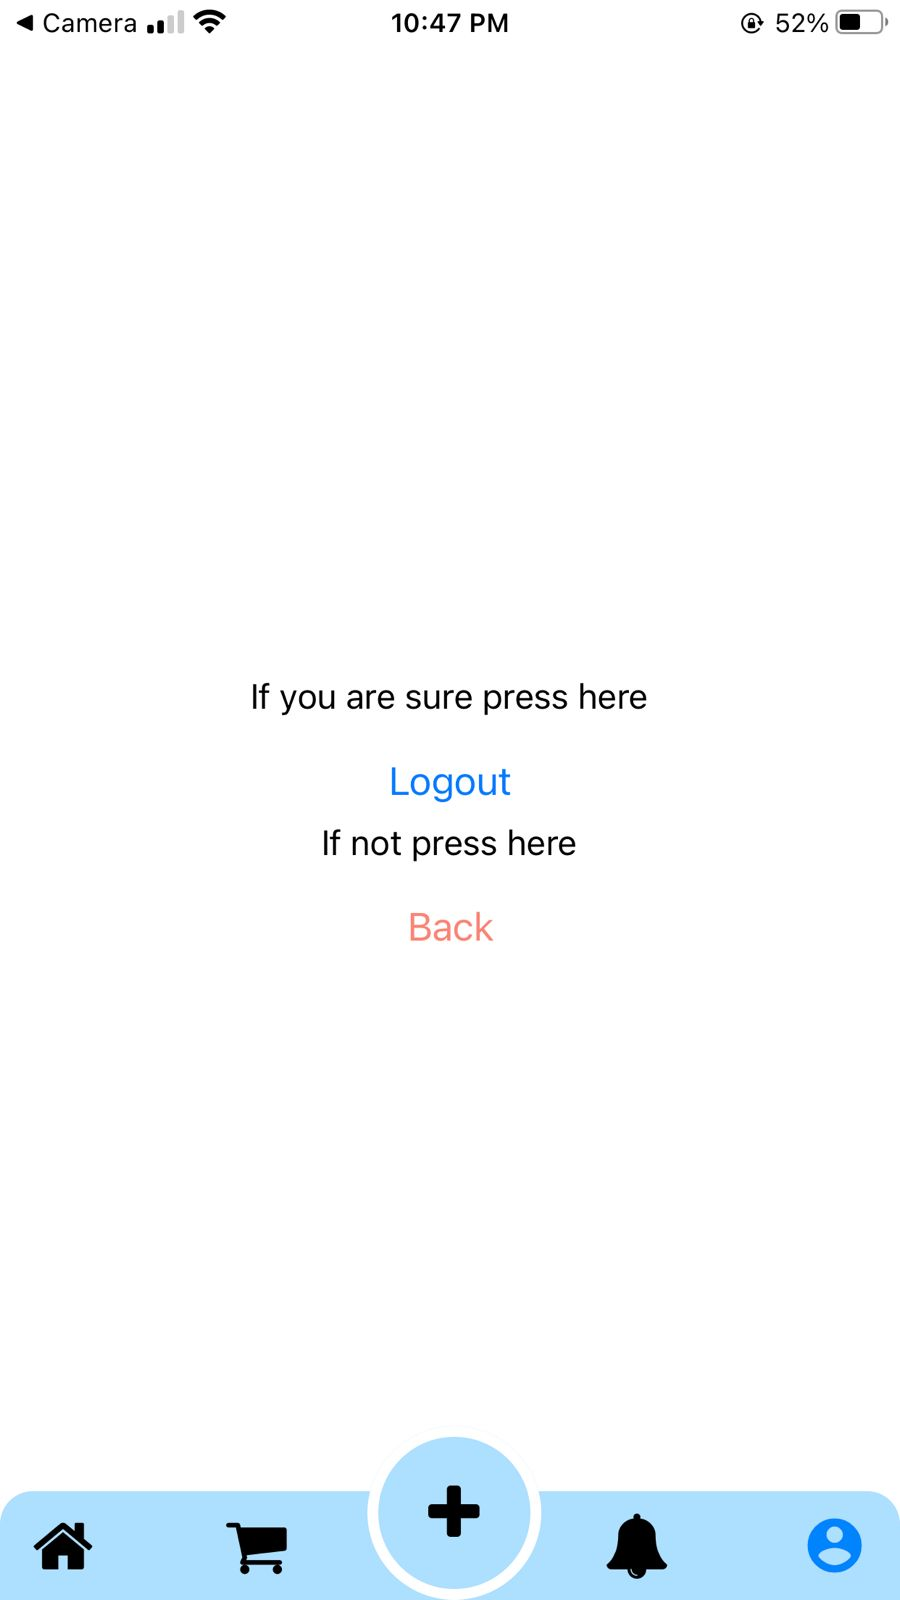 Camera 10:47 PM 52%
If you are sure press here
Logout
If not press here
Back